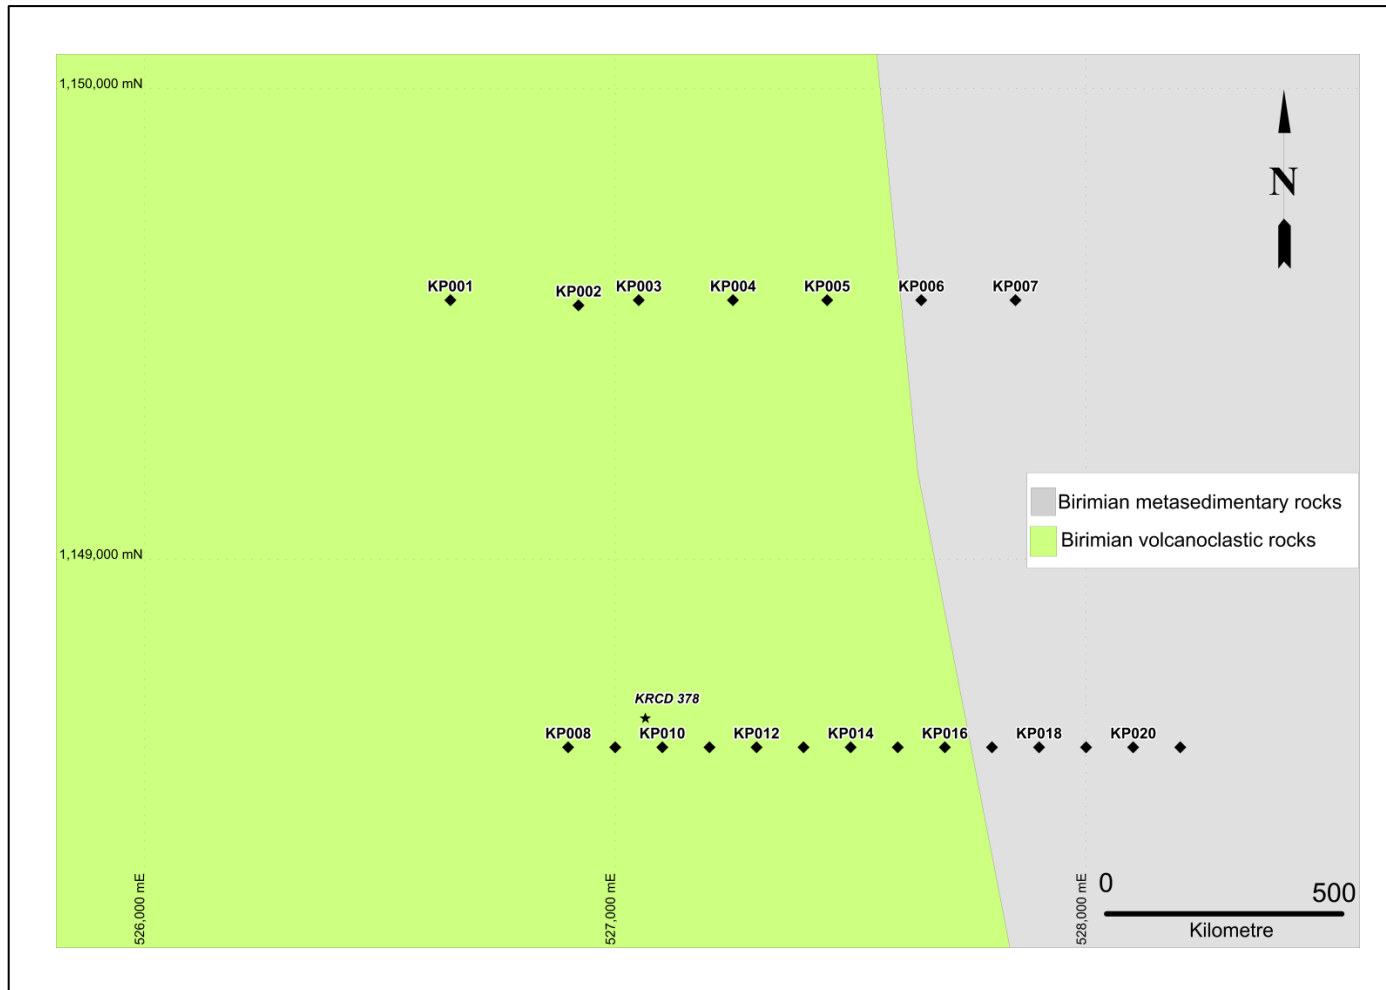 1,150,000 mN
N
KP001
KP002
KP003
KP004
KP005
KP006
KP007
Birimian metasedimentary rocks
Birimian volcanoclastic rocks
1,149,000 mN
KRCD 378
KP008
KP010
KP012
KP014
KP016
KP018
KP020
526,000 mE
527,000 mE
528,000 mE
0
500
Kilometre